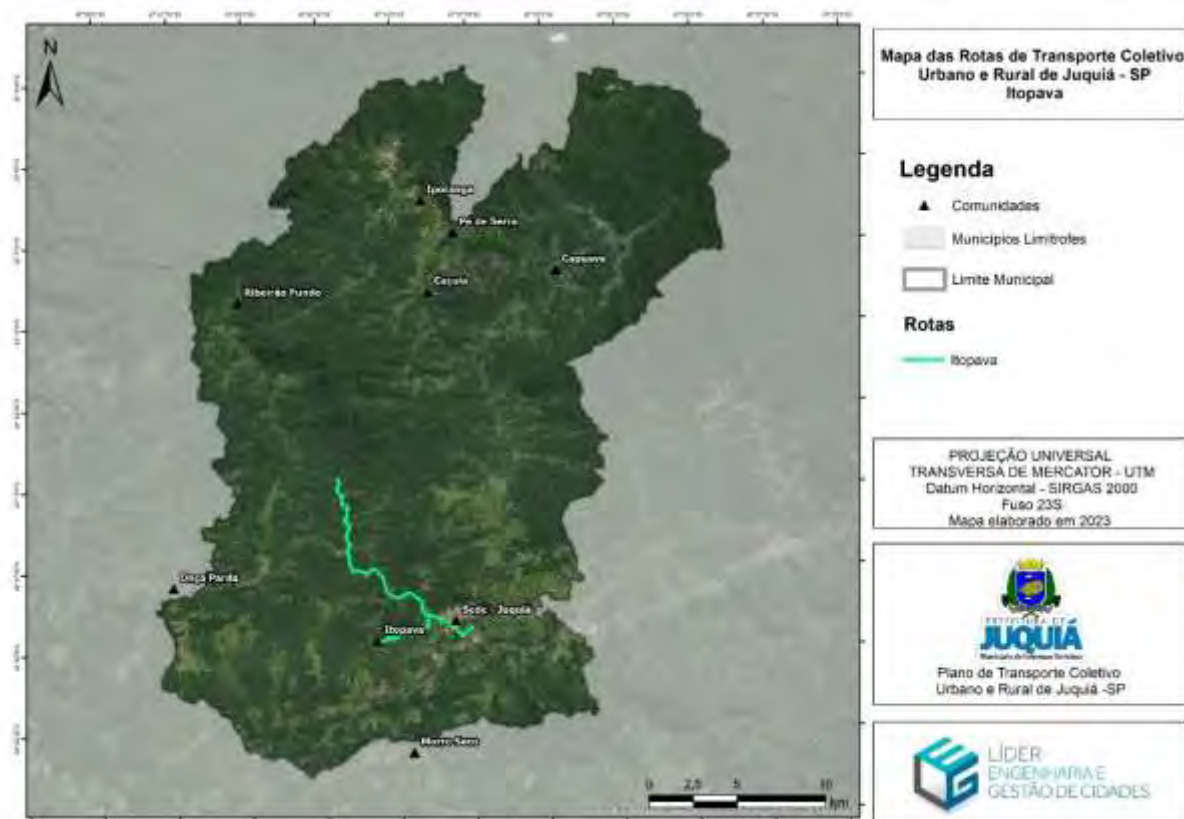 Mapa das Rotas de Transporte Coletivo
Urbano e Rural de Juquiá - SP
Itopava
N
Legenda
Comunidades
Municípios Limítrofes
Limite Municipal
Rotas
Itopava
Iporanga
Pé de Serra
Capuava
Ribeirão Fundo
Onça Parda
Sede - Juquiá
Itopava
Morro Seco
0 2,5 5 10
km
PROJEÇÃO UNIVERSAL
TRANSVERSA DE MERCATOR - UTM
Datum Horizontal - SIRGAS 2000
Fuso 23S
Mapa elaborado em 2023
PREFEITURA DE
JUQUIÁ
Plano de Transporte Coletivo
Urbano e Rural de Juquiá -SP
LÍDER
ENGENHARIA E
GESTÃO DE CIDADES